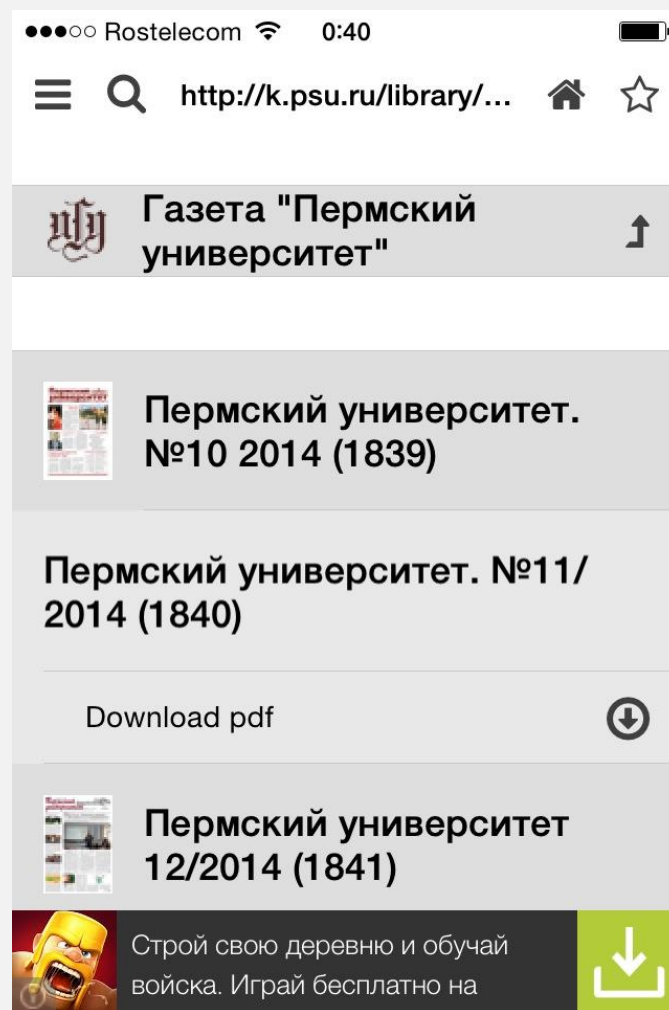 Rostelecom 0:40
http://k.psu.ru/library/...
Газета "Пермский
университет"
Пермский университет.
№10 2014 (1839)
Пермский университет. №11/
2014 (1840)
Download pdf
Пермский университет
12/2014 (1841)
Строй свою деревню и обучай
войска. Играй бесплатно на